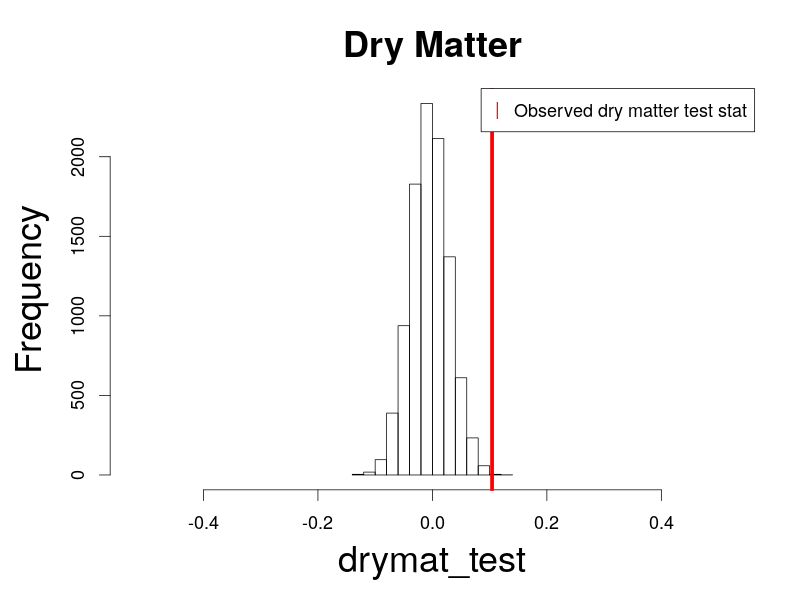 Dry Matter
Observed dry matter test stat
Frequency
2000
1500
1000
500
0
-0.4 -0.2 0.0 0.2 0.4
drymat_test